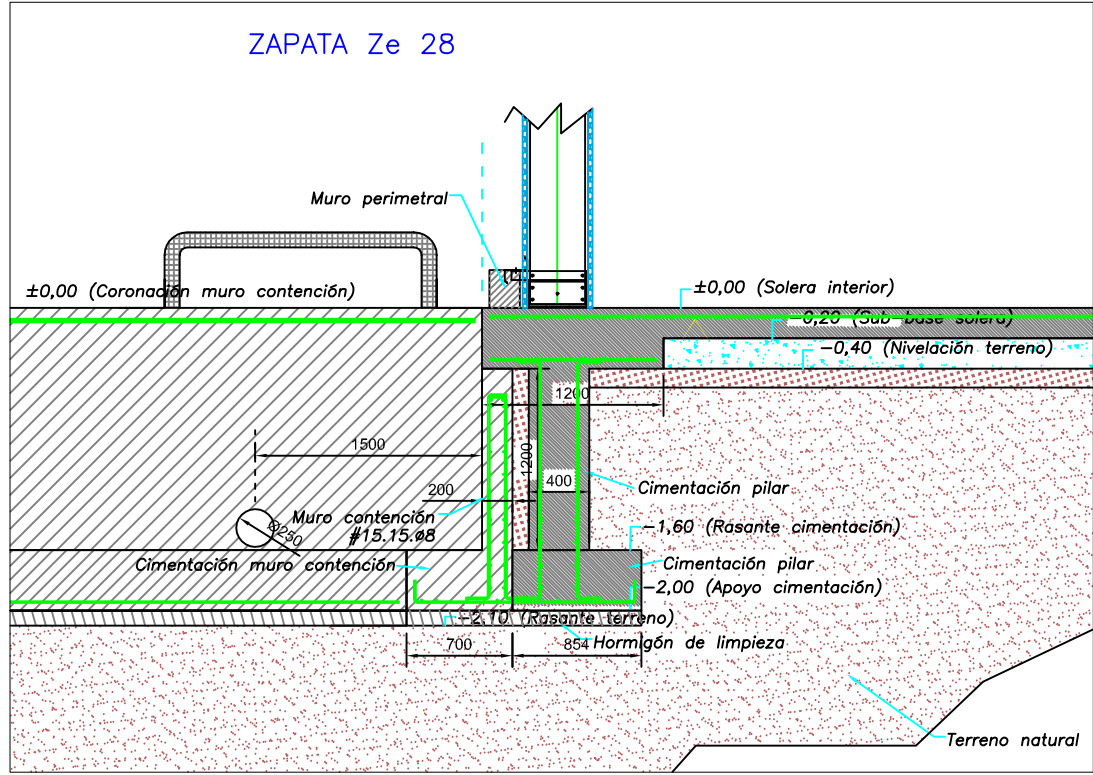 ZAPATA Ze 28
Muro perimetral
±0,00 (Coronación muro contención)
±0,00 (Solera interior)
-0,20 (Sub-base solera)
-0,40 (Nivelación terreno)
1200
1500
1200
400
200
Cimentación pilar
Muro contención
#15.15.ø8
Ø250
-1,60 (Rasante cimentación)
Cimentación muro contención
Cimentación pilar
-2,00 (Apoyo cimentación)
-2,10 (Rasante terreno)
700
854
Hormigón de limpieza
Terreno natural